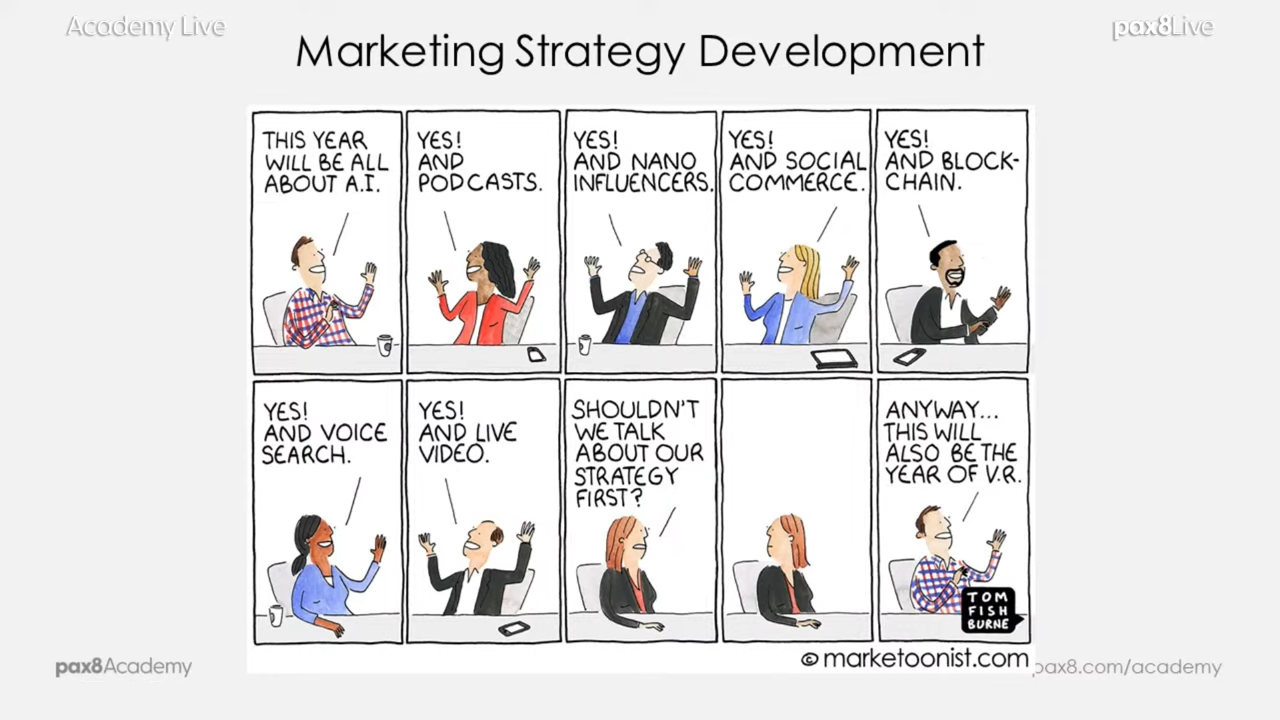 Academy Live
pax8Live
Marketing Strategy Development
THIS YEAR
WILL BE ALL
ABOUT A.I.
YES!
AND
PODCASTS.
YES!
AND NANO
INFLUENCERS.
YES!
AND SOCIAL
COMMERCE.
YES!
AND BLOCK-
CHAIN.
YES!
AND VOICE
SEARCH.
YES!
AND LIVE
VIDEO.
SHOULDN'T
WE TALK
ABOUT OUR
STRATEGY
FIRST?
ANYWAY...
THIS WILL
ALSO BE THE
YEAR OF V.R.
TOM
FISH
BURNE
© marketoonist.com
pax8Academy
pax8.com/academy